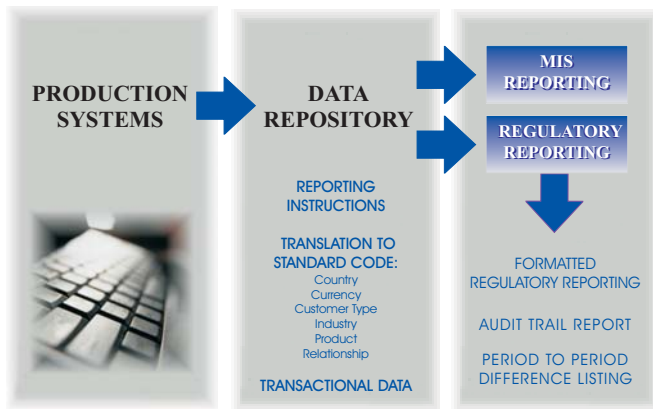 PRODUCTION
SYSTEMS
DATA
REPOSITORY
REPORTING
INSTRUCTIONS
TRANSLATION TO
STANDARD CODE:
Country
Currency
Customer Type
Industry
Product
Relationship
TRANSACTIONAL DATA
MIS
REPORTING
REGULATORY
REPORTING
FORMATTED
REGULATORY REPORTING
AUDIT TRAIL REPORT
PERIOD TO PERIOD
DIFFERENCE LISTING